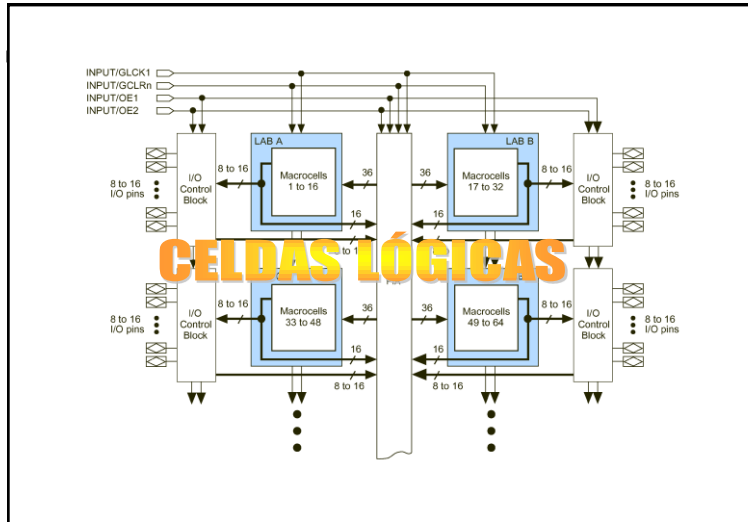 INPUT/GLCK1
INPUT/GCLRn
INPUT/OE1
INPUT/OE2
LAB A
LAB B
8 to 16
I/O pins
I/O
Control
Block
8 to 16
Macrocells
1 to 16
36
36
Macrocells
17 to 32
8 to 16
I/O
Control
Block
8 to 16
I/O pins
16
16
CELDAS LÓGICAS
8 to 16
I/O pins
I/O
Control
Block
8 to 16
Macrocells
33 to 48
36
36
Macrocells
49 to 64
8 to 16
I/O
Control
Block
8 to 16
I/O pins
16
16
8 to 16
8 to 16